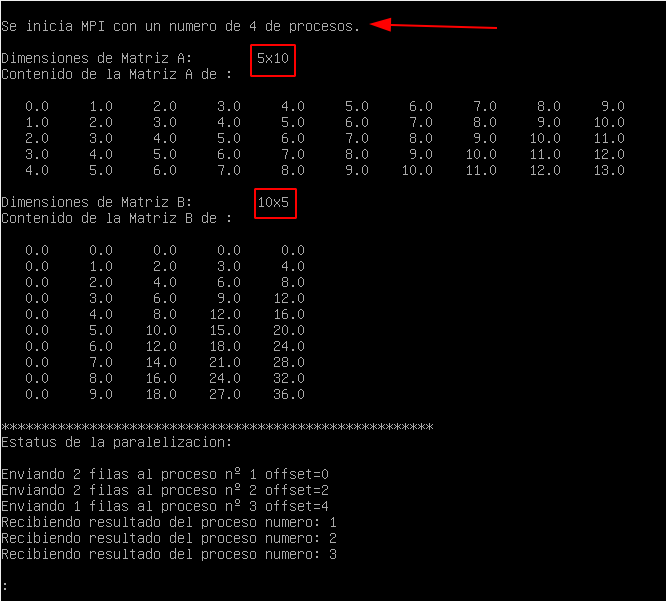 Se inicia MPI con un numero de 4 de procesos.
Dimensiones de Matriz A: 5x10
Contenido de la Matriz A de :
0.0 1.0 2.0 3.0 4.0 5.0 6.0 7.0 8.0 9.0
1.0 2.0 3.0 4.0 5.0 6.0 7.0 8.0 9.0 10.0
2.0 3.0 4.0 5.0 6.0 7.0 8.0 9.0 10.0 11.0
3.0 4.0 5.0 6.0 7.0 8.0 9.0 10.0 11.0 12.0
4.0 5.0 6.0 7.0 8.0 9.0 10.0 11.0 12.0 13.0
Dimensiones de Matriz B: 10x5
Contenido de la Matriz B de :
0.0 0.0 0.0 0.0 0.0
0.0 1.0 2.0 3.0 4.0
0.0 2.0 4.0 6.0 8.0
0.0 3.0 6.0 9.0 12.0
0.0 4.0 8.0 12.0 16.0
0.0 5.0 10.0 15.0 20.0
0.0 6.0 12.0 18.0 24.0
0.0 7.0 14.0 21.0 28.0
0.0 8.0 16.0 24.0 32.0
0.0 9.0 18.0 27.0 36.0
******************************************************
Estatus de la paralelizacion:
Enviando 2 filas al proceso nº 1 offset=0
Enviando 2 filas al proceso nº 2 offset=2
Enviando 1 filas al proceso nº 3 offset=4
Recibiendo resultado del proceso numero: 1
Recibiendo resultado del proceso numero: 2
Recibiendo resultado del proceso numero: 3
: